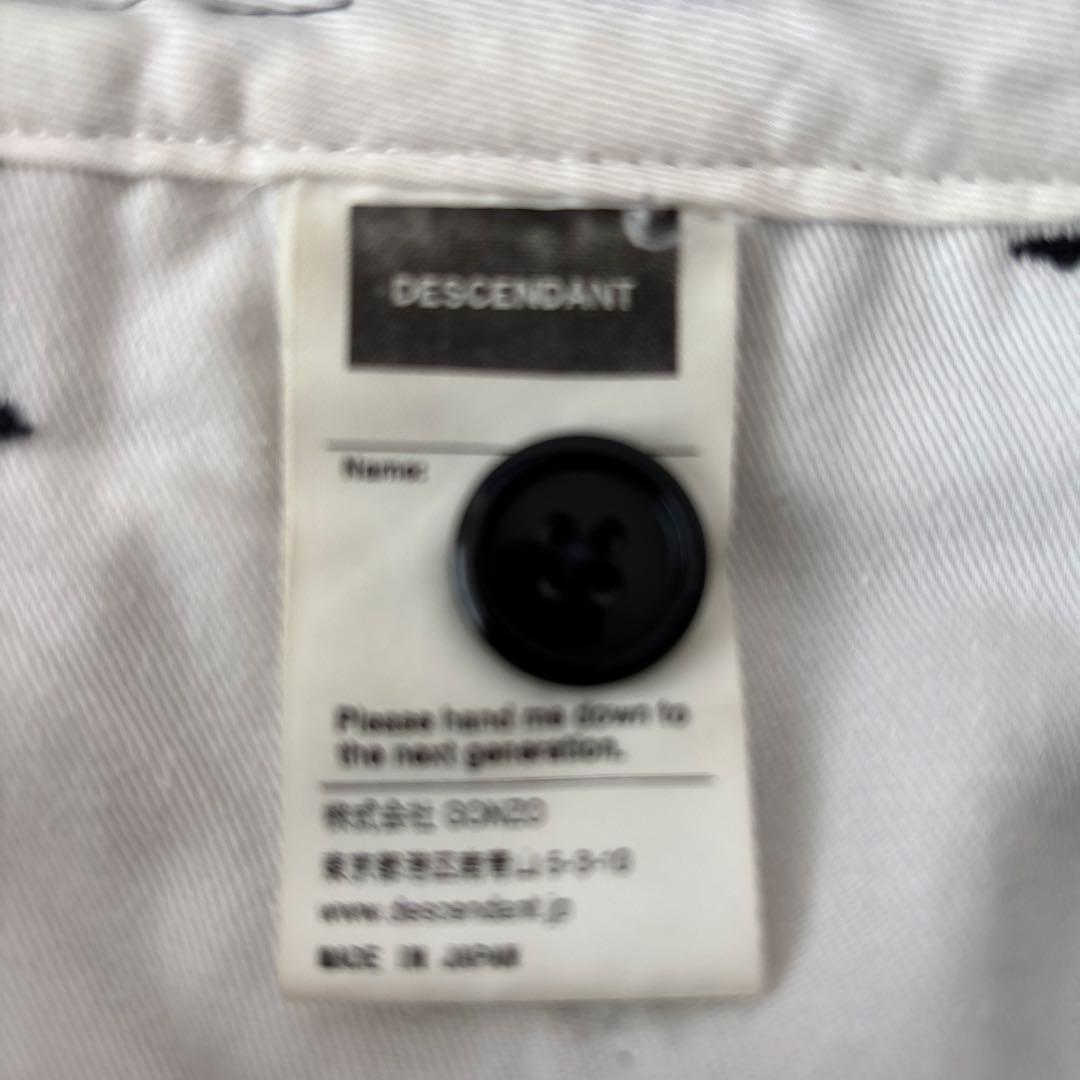 DESCENDANT
Name:
Please hand me down to
the next generation.
株式会社 GONZO
東京都港区南青山 5-3-10
www.descendant.jp
MADE IN JAPAN